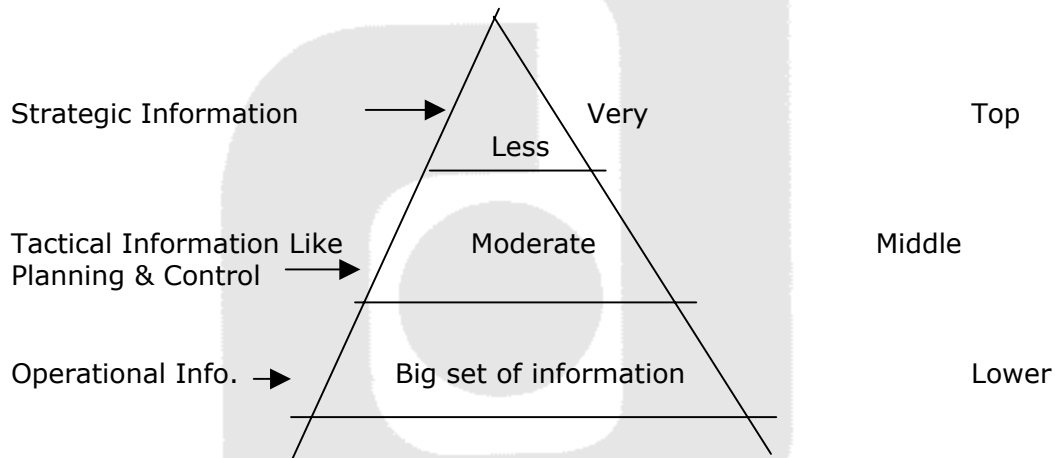 Strategic Information Very Top
Less
Tactical Information Like Moderate Middle
Planning & Control
Operational Info. Big set of information Lower